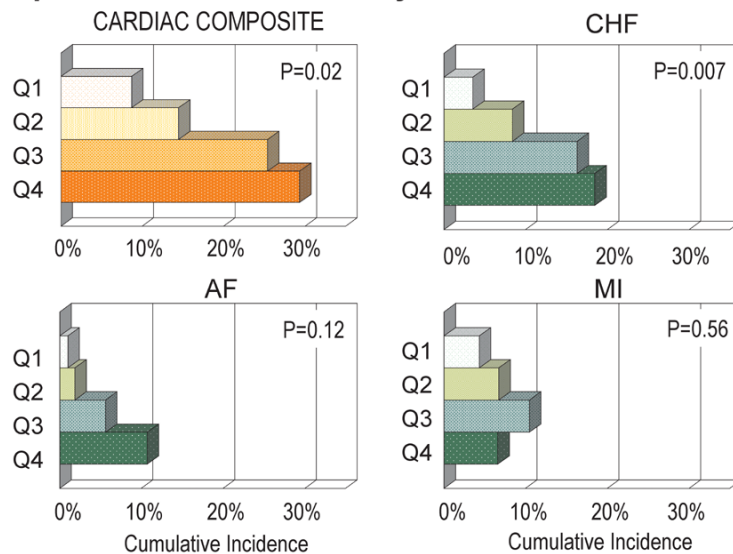 CARDIAC COMPOSITE
P=0.02
Q1
Q2
Q3
Q4
0% 10% 20% 30%
CHF
P=0.007
Q1
Q2
Q3
Q4
0% 10% 20% 30%
AF
P=0.12
Q1
Q2
Q3
Q4
0% 10% 20% 30%
Cumulative Incidence
MI
P=0.56
Q1
Q2
Q3
Q4
0% 10% 20% 30%
Cumulative Incidence